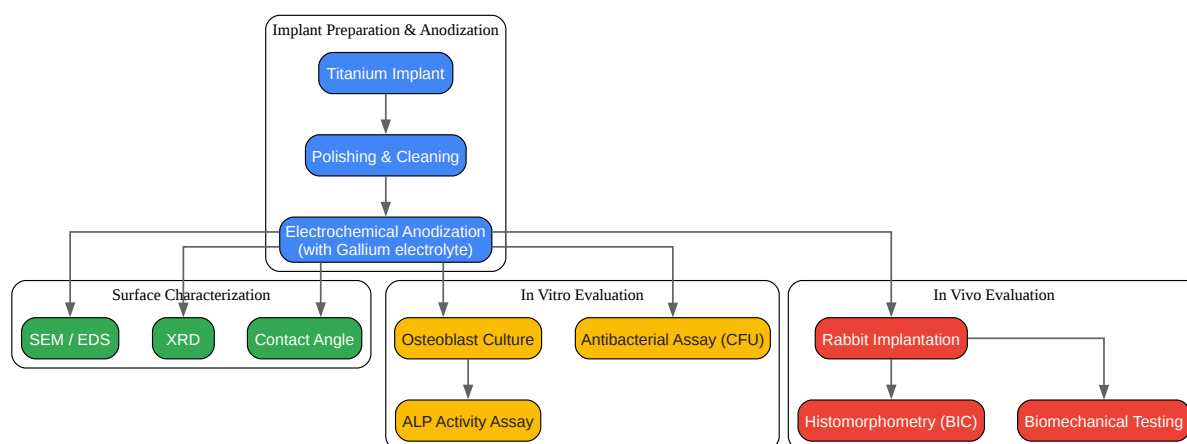 Implant Preparation & Anodization
Titanium Implant
Polishing & Cleaning
Electrochemical Anodization
(with Gallium electrolyte)
Surface Characterization
SEM / EDS
XRD
Contact Angle
In Vitro Evaluation
Osteoblast Culture
Antibacterial Assay (CFU)
ALP Activity Assay
In Vivo Evaluation
Rabbit Implantation
Histomorphometry (BIC)
Biomechanical Testing